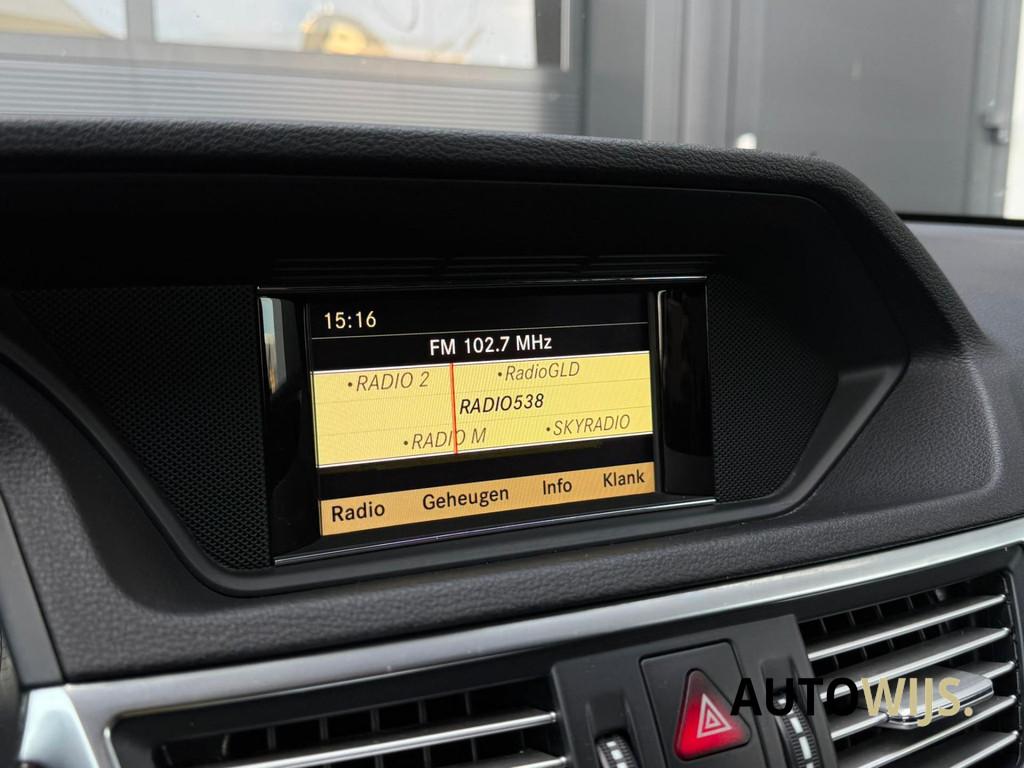 15:16
FM 102.7 MHz
•RADIO 2 •RadioGLD
RADIO538
•RADIO M •SKYRADIO
Radio Geheugen Info Klank
AUTOWIJS.